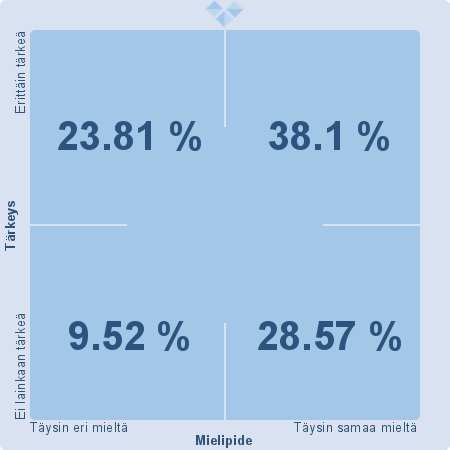 Erittäin tärkeä
23.81 %
38.1 %
Tärkeys
Ei lainkaan tärkeä
9.52 %
28.57 %
Täysin eri mieltä
Täysin samaa mieltä
Mielipide